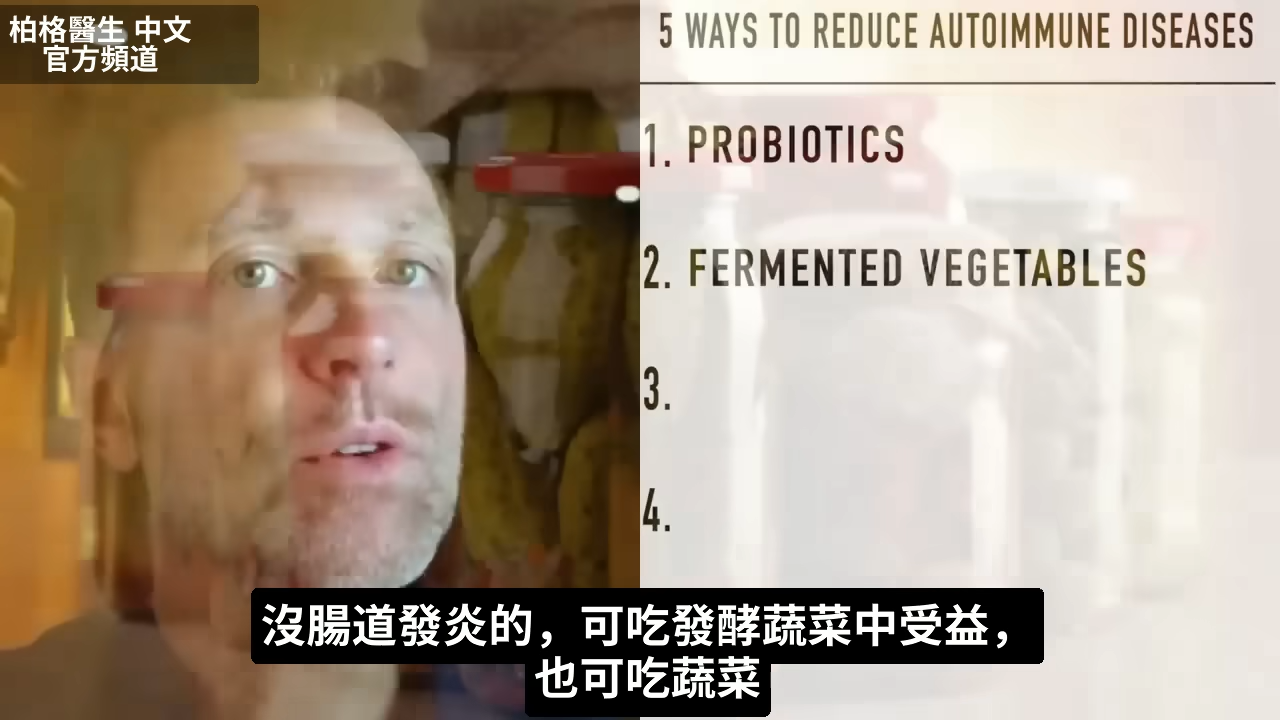 柏格醫生 中文
官方頻道
5 WAYS TO REDUCE AUTOIMMUNE DISEASES
1. PROBIOTICS
2. FERMENTED VEGETABLES
3.
4.
沒腸道發炎的，可吃發酵蔬菜中受益，
也可吃蔬菜